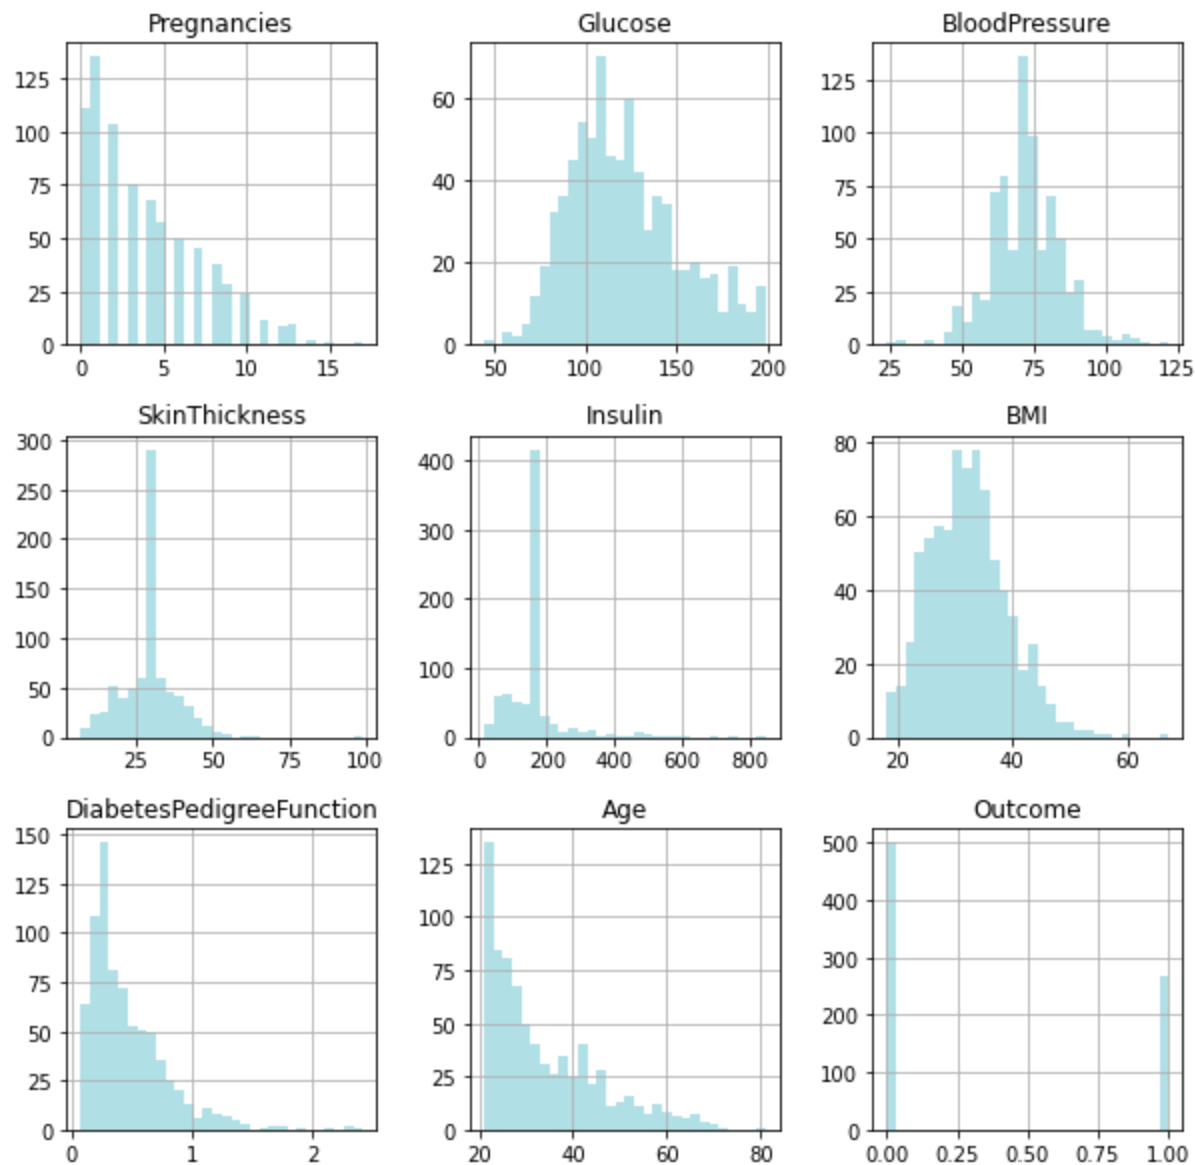 Pregnancies
125
100
75
50
25
0
0 5 10 15
Glucose
60
40
20
0
50 100 150 200
BloodPressure
125
100
75
50
25
0
25 50 75 100 125
SkinThickness
300
250
200
150
100
50
0
25 50 75 100
Insulin
400
300
200
100
0
0 200 400 600 800
BMI
80
60
40
20
0
20 40 60
DiabetesPedigreeFunction
150
125
100
75
50
25
0
0 1 2
Age
125
100
75
50
25
0
20 40 60 80
Outcome
500
400
300
200
100
0
0.00 0.25 0.50 0.75 1.00